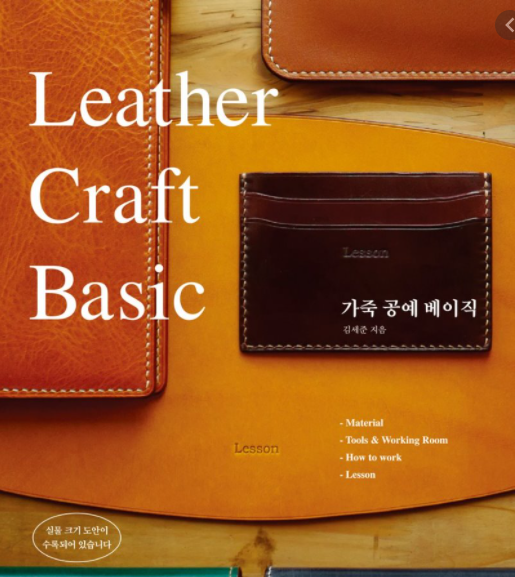 Leather
Craft
Basic
Lesson
가죽 공예 베이직
김세준 지음
- Material
- Tools & Working Room
- How to work
- Lesson
Lesson
실물 크기 도안이
수록되어 있습니다